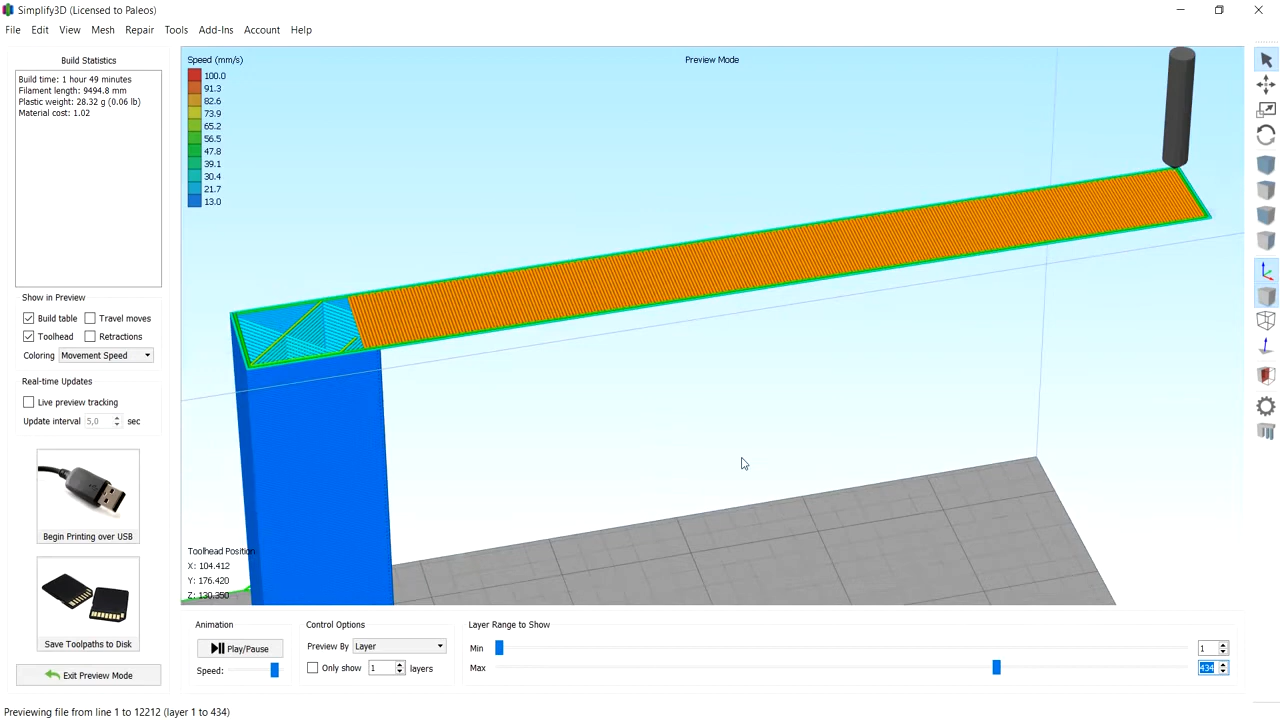 Simplify3D (Licensed to Paleos)
File Edit View Mesh Repair Tools Add-Ins Account Help
Build Statistics
Build time: 1 hour 49 minutes
Filament length: 9494.8 mm
Plastic weight: 28.32 g (0.06 lb)
Material cost: 1.02
Show in Preview
Build table Travel moves
Toolhead Retractions
Coloring Movement Speed
Real-time Updates
Live preview tracking
Update interval 5,0 sec
Begin Printing over USB
Save Toolpaths to Disk
Exit Preview Mode
Speed (mm/s)
100.0
91.3
82.6
73.9
65.2
56.5
47.8
39.1
30.4
21.7
13.0
Preview Mode
Toolhead Position
X: 104.412
Y: 176.420
Z: 130.350
Animation
Play/Pause
Speed:
Control Options
Preview By Layer
Only show 1 layers
Layer Range to Show
Min 1
Max 434
Previewing file from line 1 to 12212 (layer 1 to 434)